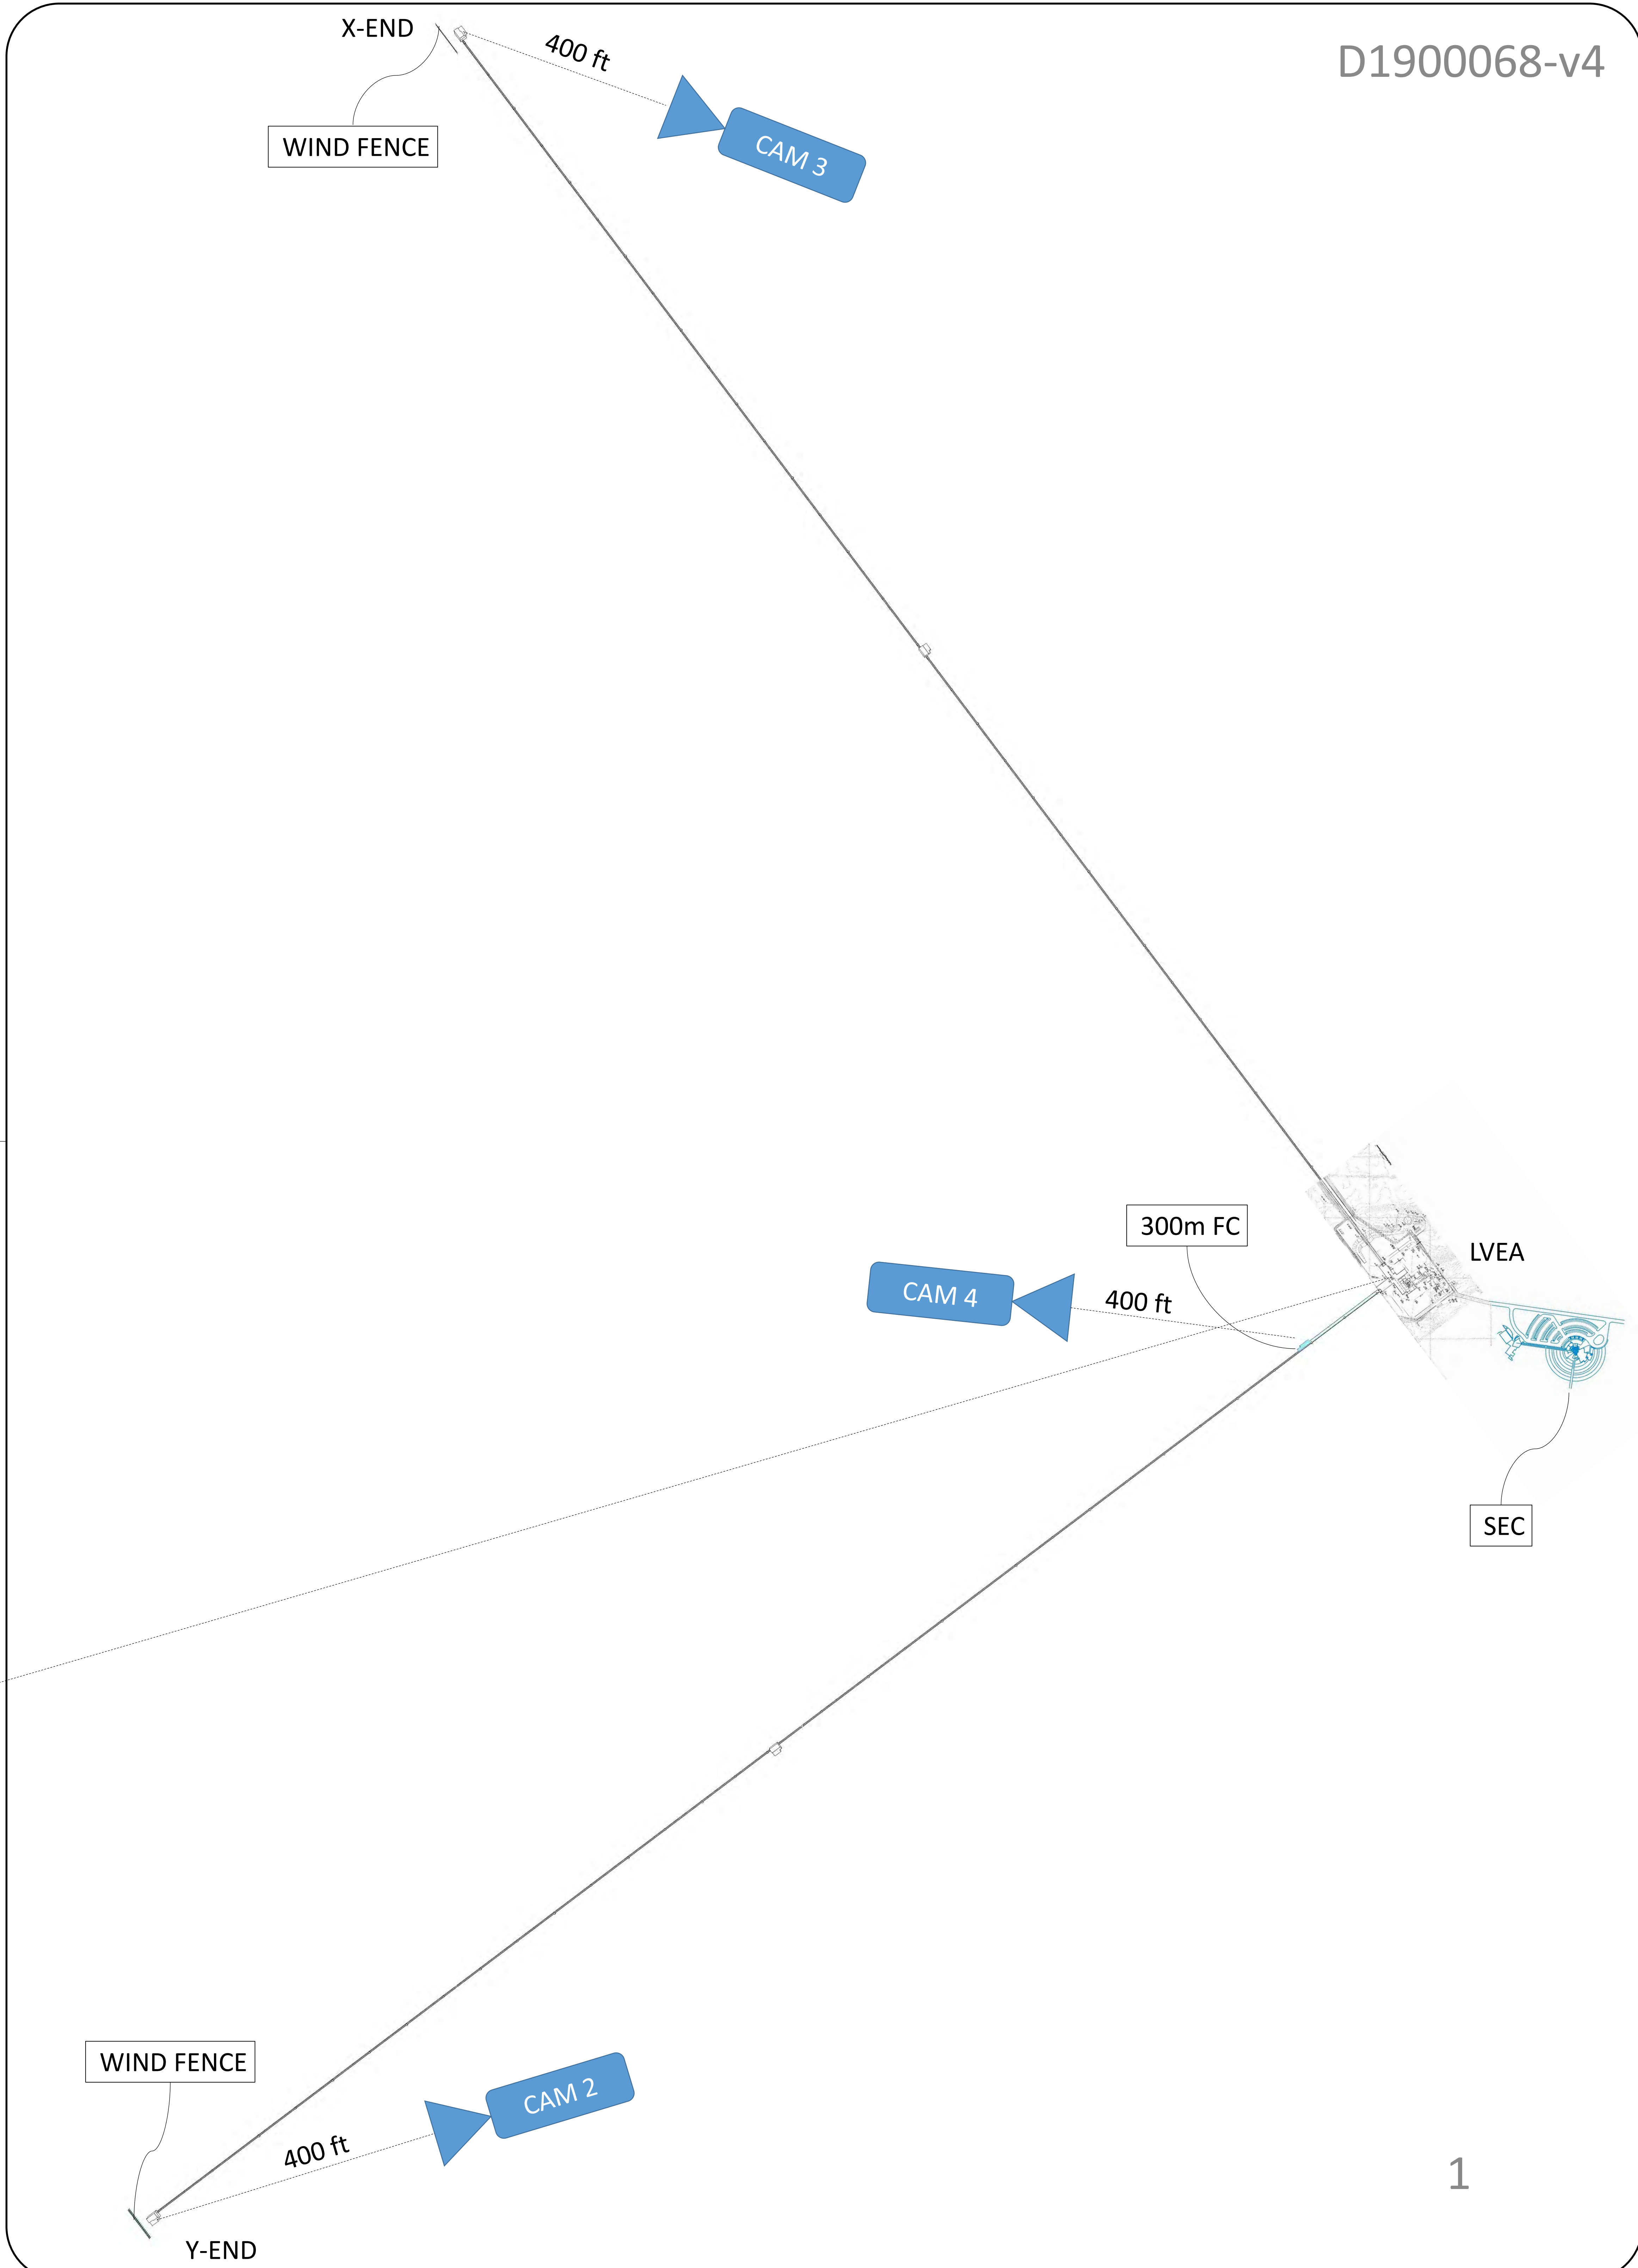 X-END
400 ft
D1900068-v4
WIND FENCE
CAM 3
300m FC
LVEA
CAM 4
400 ft
SEC
WIND FENCE
CAM 2
400 ft
1
Y-END